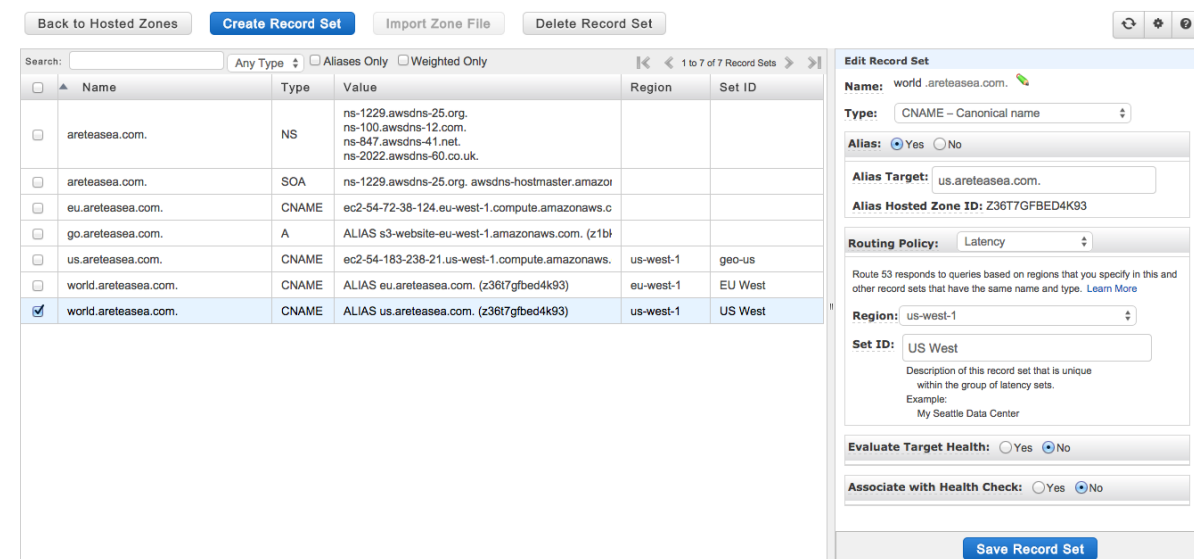 Back to Hosted Zones Create Record Set Import Zone File Delete Record Set
Search: Any Type Aliases Only Weighted Only 1 to 7 of 7 Record Sets
Name Type Value Region Set ID
areteasea.com. NS ns-1229.awsdns-25.org.
ns-100.awsdns-12.com.
ns-847.awsdns-41.net.
ns-2022.awsdns-60.co.uk.
areteasea.com. SOA ns-1229.awsdns-25.org. awsdns-hostmaster.amazor
eu.areteasea.com. CNAME ec2-54-72-38-124.eu-west-1.compute.amazonaws.c
go.areteasea.com. A ALIAS s3-website-eu-west-1.amazonaws.com. (z1bk
us.areteasea.com. CNAME ec2-54-183-238-21.us-west-1.compute.amazonaws. us-west-1 geo-us
world.areteasea.com. CNAME ALIAS eu.areteasea.com. (z36t7gfbed4k93) eu-west-1 EU West
world.areteasea.com. CNAME ALIAS us.areteasea.com. (z36t7gfbed4k93) us-west-1 US West
Edit Record Set
Name: world .areteasea.com.
Type: CNAME – Canonical name
Alias: Yes No
Alias Target: us.areteasea.com.
Alias Hosted Zone ID: Z36T7GFBED4K93
Routing Policy: Latency
Route 53 responds to queries based on regions that you specify in this and
other record sets that have the same name and type. Learn More
Region: us-west-1
Set ID: US West
Description of this record set that is unique
within the group of latency sets.
Example:
My Seattle Data Center
Evaluate Target Health: Yes No
Associate with Health Check: Yes No
Save Record Set